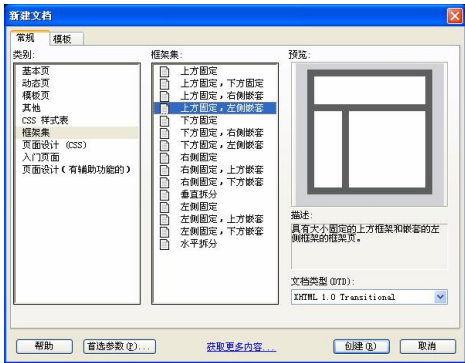 新建文档
常规 模板
类别:
基本页
动态页
模板页
其他
CSS 样式表
框架集
页面设计 (CSS)
入门页面
页面设计(有辅助功能的)
框架集:
上方固定
上方固定,下方固定
上方固定,右侧嵌套
上方固定,左侧嵌套
下方固定
下方固定,右侧嵌套
下方固定,左侧嵌套
右侧固定
右侧固定,上方嵌套
右侧固定,下方嵌套
垂直拆分
左侧固定
左侧固定,上方嵌套
左侧固定,下方嵌套
水平拆分
预览:
描述:
具有大小固定的上方框架和嵌套的左
侧框架的框架页。
文档类型(DTD):
XHTML 1.0 Transitional
帮助 首选参数(P)... 获取更多内容... 创建(R) 取消